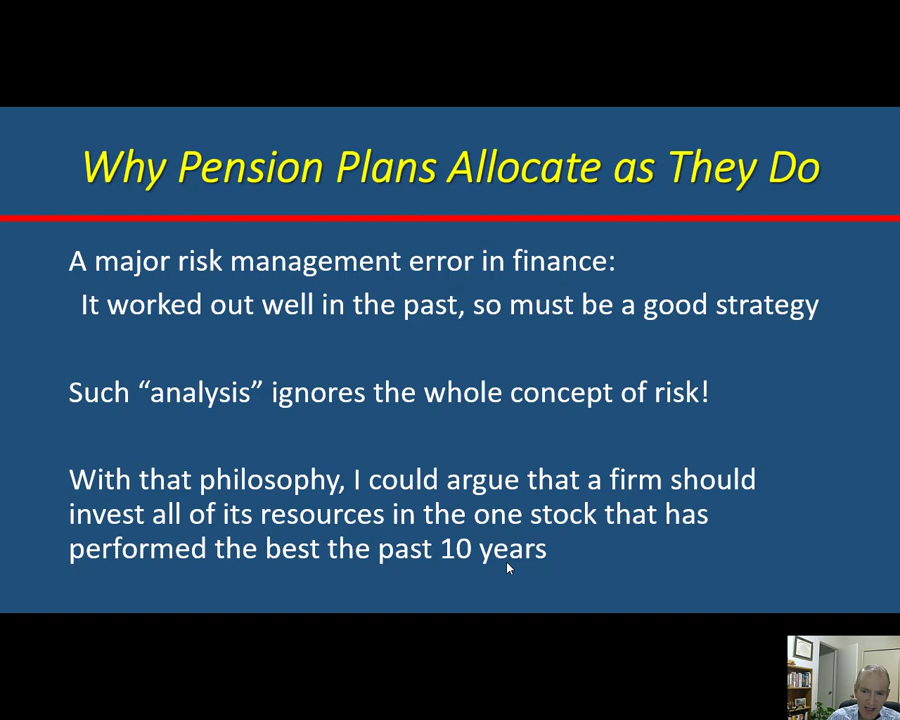 Why Pension Plans Allocate as They Do
A major risk management error in finance:
It worked out well in the past, so must be a good strategy
Such “analysis” ignores the whole concept of risk!
With that philosophy, I could argue that a firm should
invest all of its resources in the one stock that has
performed the best the past 10 years